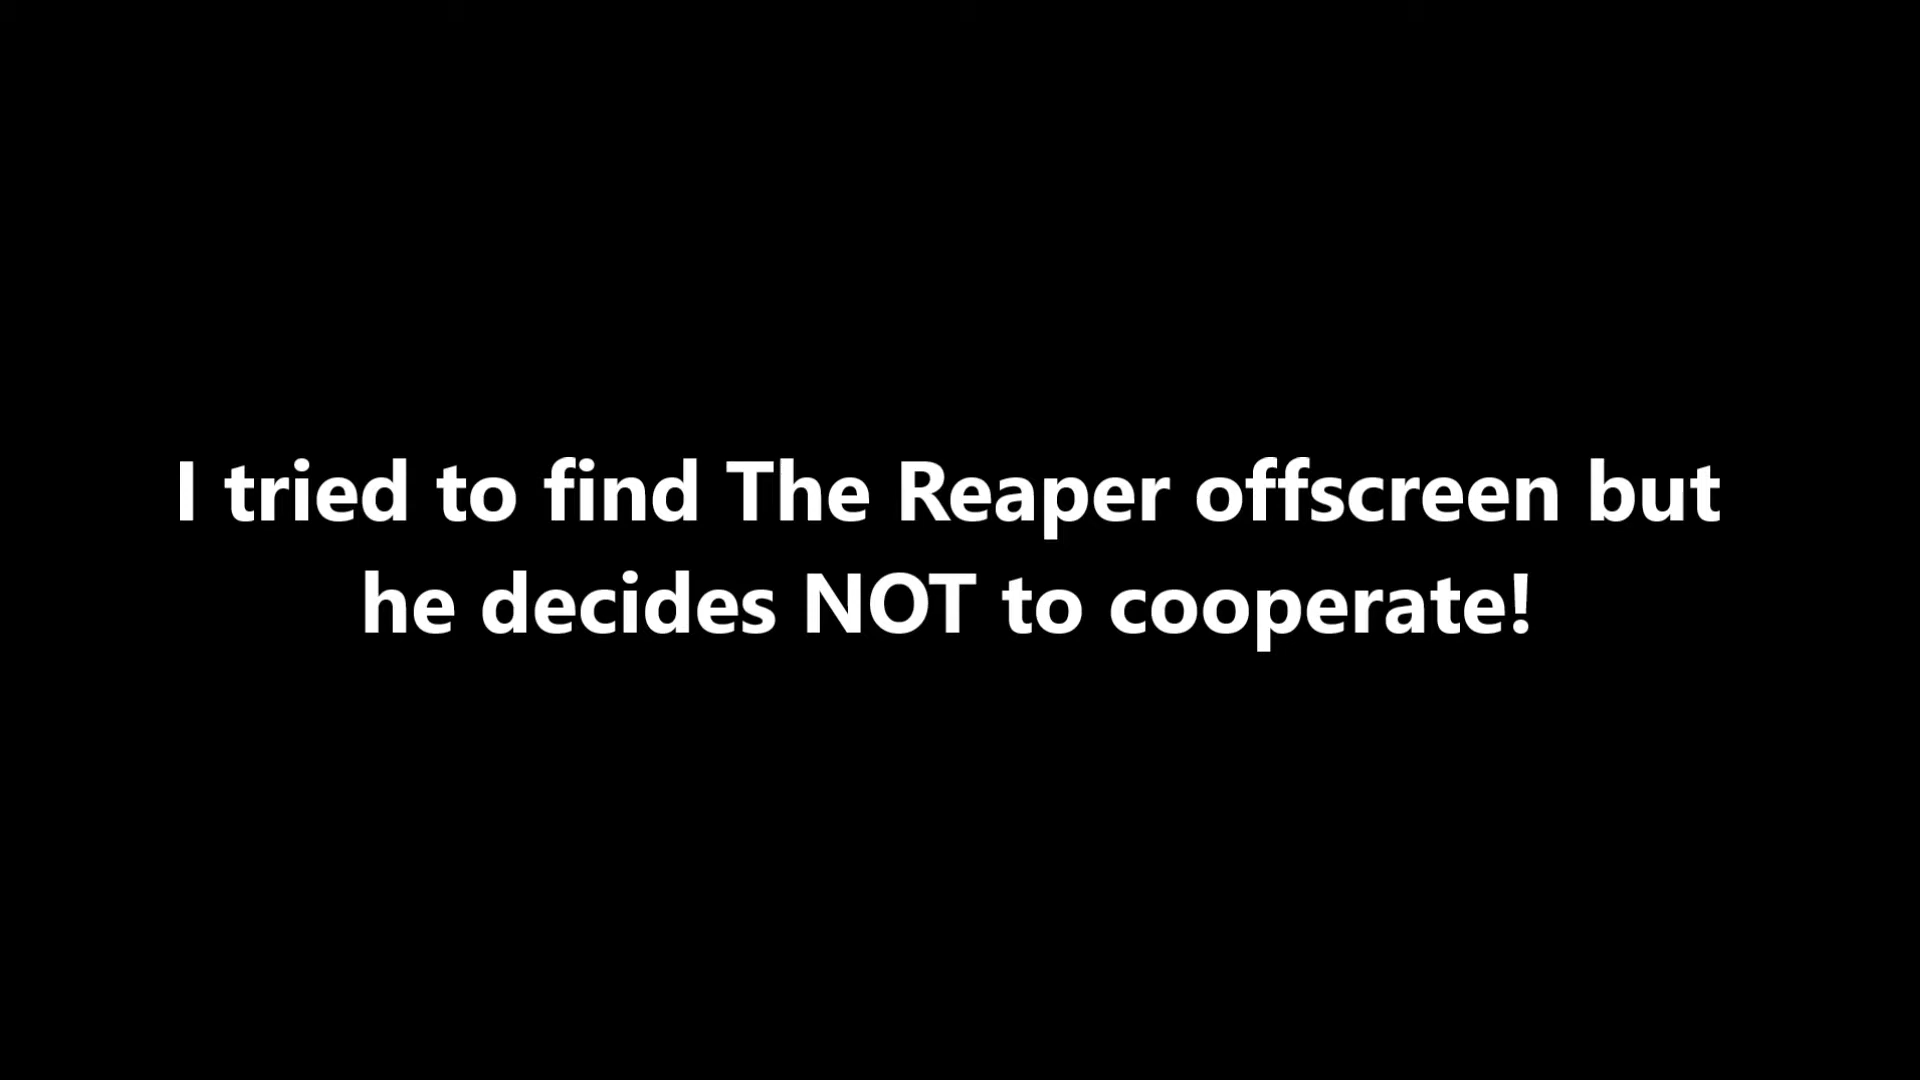 I tried to find The Reaper offscreen but
he decides NOT to cooperate!